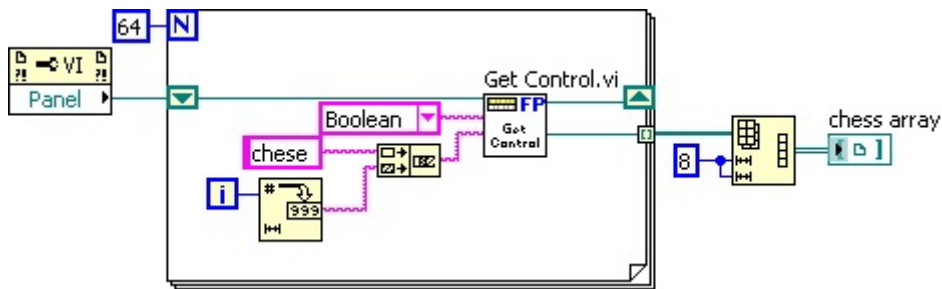 64 N
?! VI ?!
Panel
Get Control.vi
FP
Boolean
Get
Control
chese
chess array
8
i
#
999